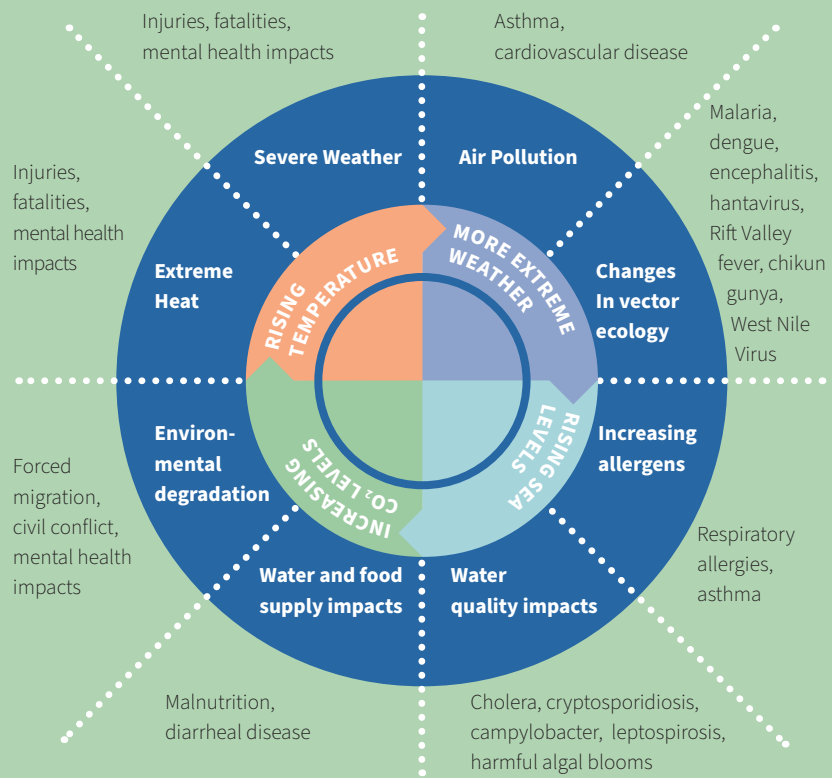 Injuries, fatalities,
mental health impacts
Asthma,
cardiovascular disease
Malaria,
dengue,
encephalitis,
hantavirus,
Rift Valley
fever, chikun
gunya,
West Nile
Virus
Respiratory
allergies,
asthma
Cholera, cryptosporidiosis,
campylobacter, leptospirosis,
harmful algal blooms
Malnutrition,
diarrheal disease
Forced
migration,
civil conflict,
mental health
impacts
Injuries,
fatalities,
mental health
impacts
Severe Weather
Air Pollution
Changes
In vector
ecology
Increasing
allergens
Water
quality impacts
Water and food
supply impacts
Environ-
mental
degradation
Extreme
Heat
RISING
TEMPERATURE
MORE EXTREME
WEATHER
RISING SEA
LEVELS
INCREASING
CO₂ LEVELS